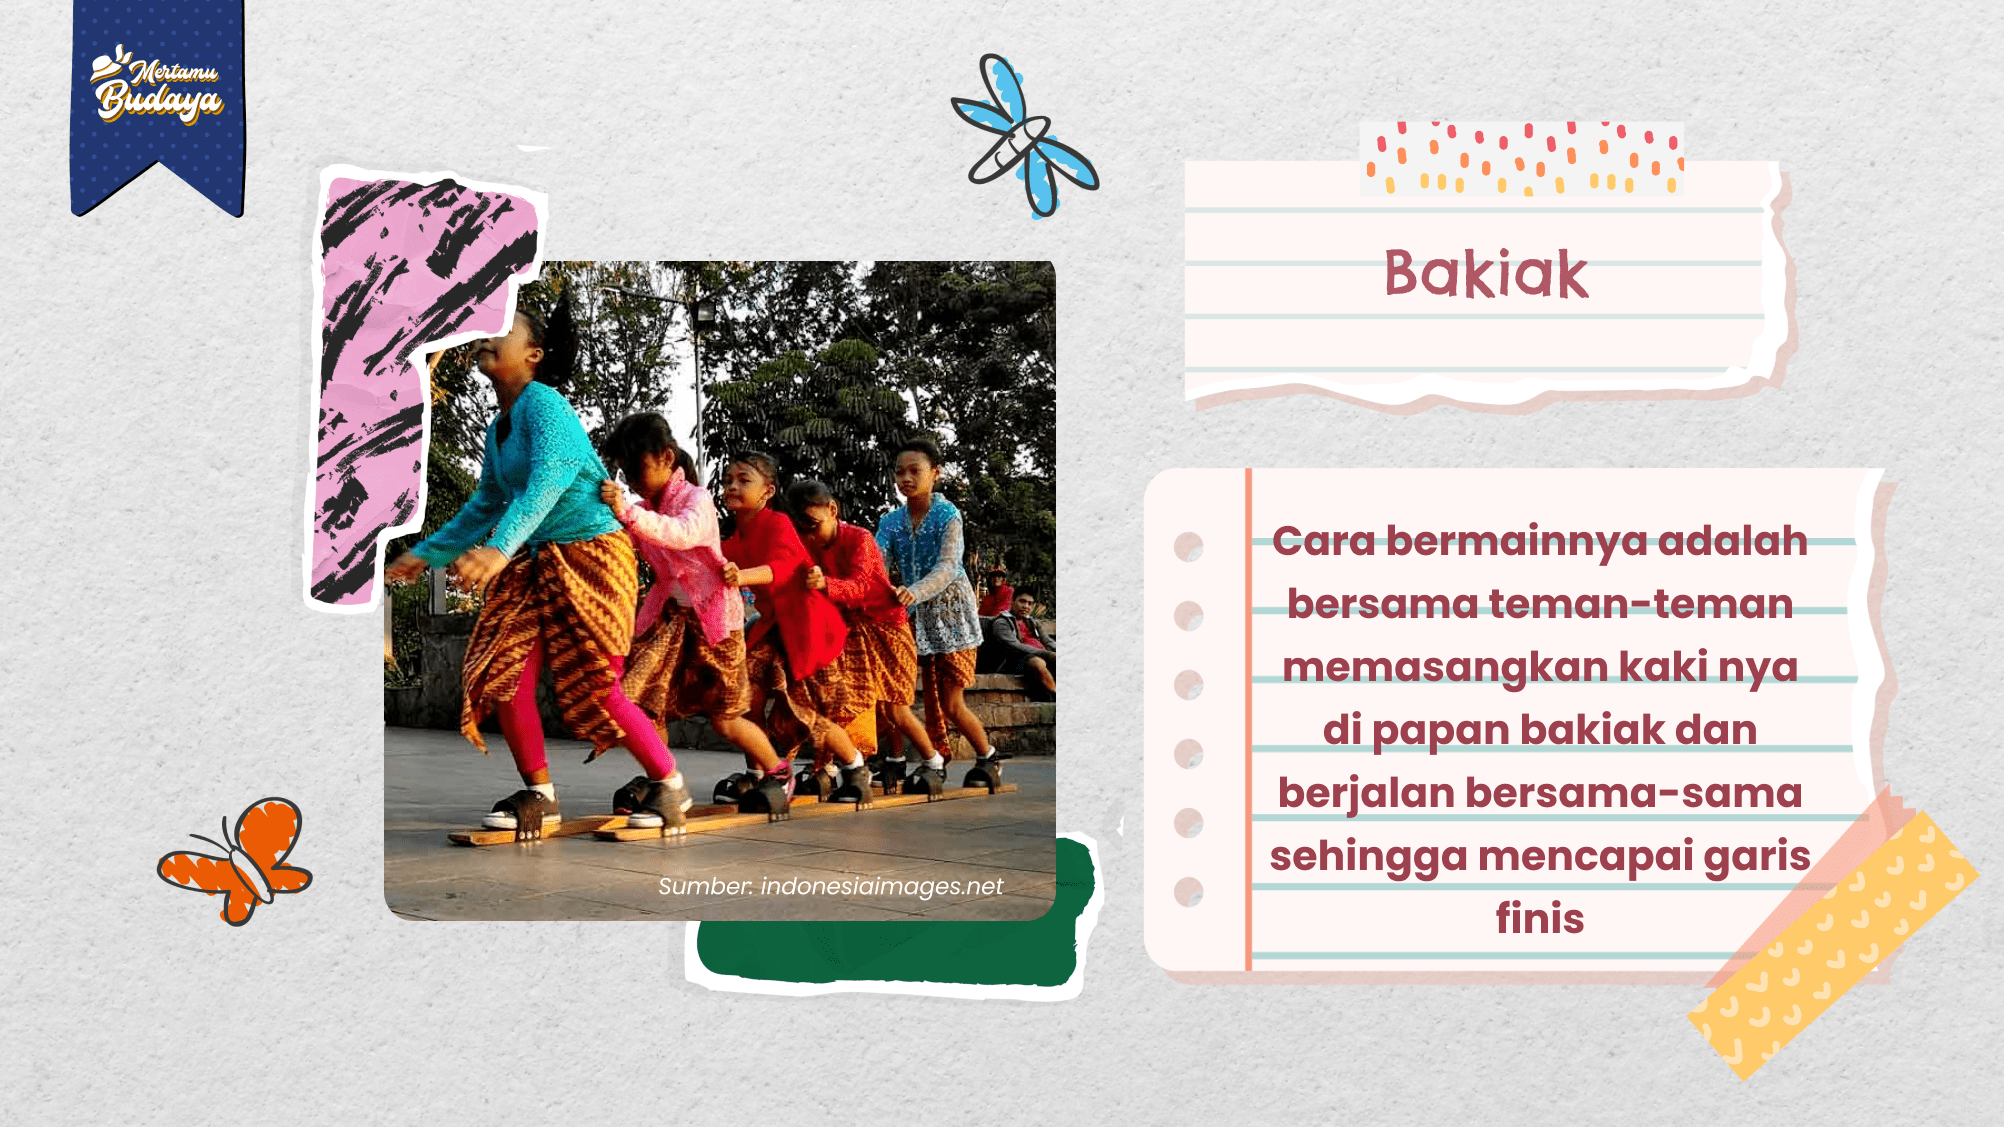 Mertamu
Budaya
Bakiak
Cara bermainnya adalah
bersama teman-teman
memasangkan kaki nya
di papan bakiak dan
berjalan bersama-sama
sehingga mencapai garis
finis
Sumber: indonesiaimages.net